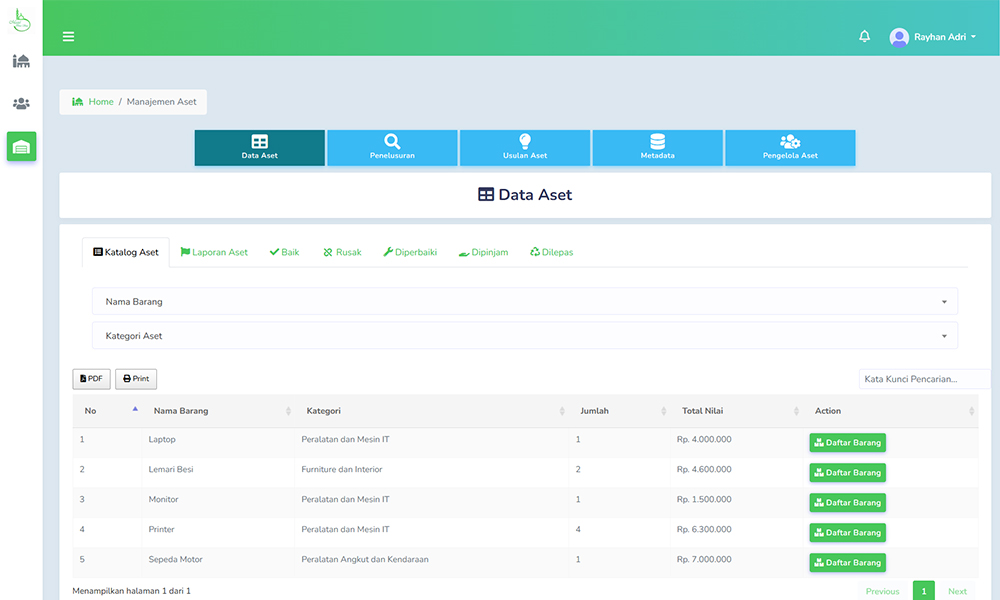 Rayhan Adri
Home / Manajemen Aset
Data Aset
Penelusuran
Usulan Aset
Metadata
Pengelola Aset
Data Aset
Katalog Aset
Laporan Aset
Baik
Rusak
Diperbaiki
Dipinjam
Dilepas
Nama Barang
Kategori Aset
PDF
Print
Kata Kunci Pencarian...
No Nama Barang Kategori Jumlah Total Nilai Action
1 Laptop Peralatan dan Mesin IT 1 Rp. 4.000.000 Daftar Barang
2 Lemari Besi Furniture dan Interior 2 Rp. 4.600.000 Daftar Barang
3 Monitor Peralatan dan Mesin IT 1 Rp. 1.500.000 Daftar Barang
4 Printer Peralatan dan Mesin IT 4 Rp. 6.300.000 Daftar Barang
5 Sepeda Motor Peralatan Angkut dan Kendaraan 1 Rp. 7.000.000 Daftar Barang
Menampilkan halaman 1 dari 1
Previous 1 Next